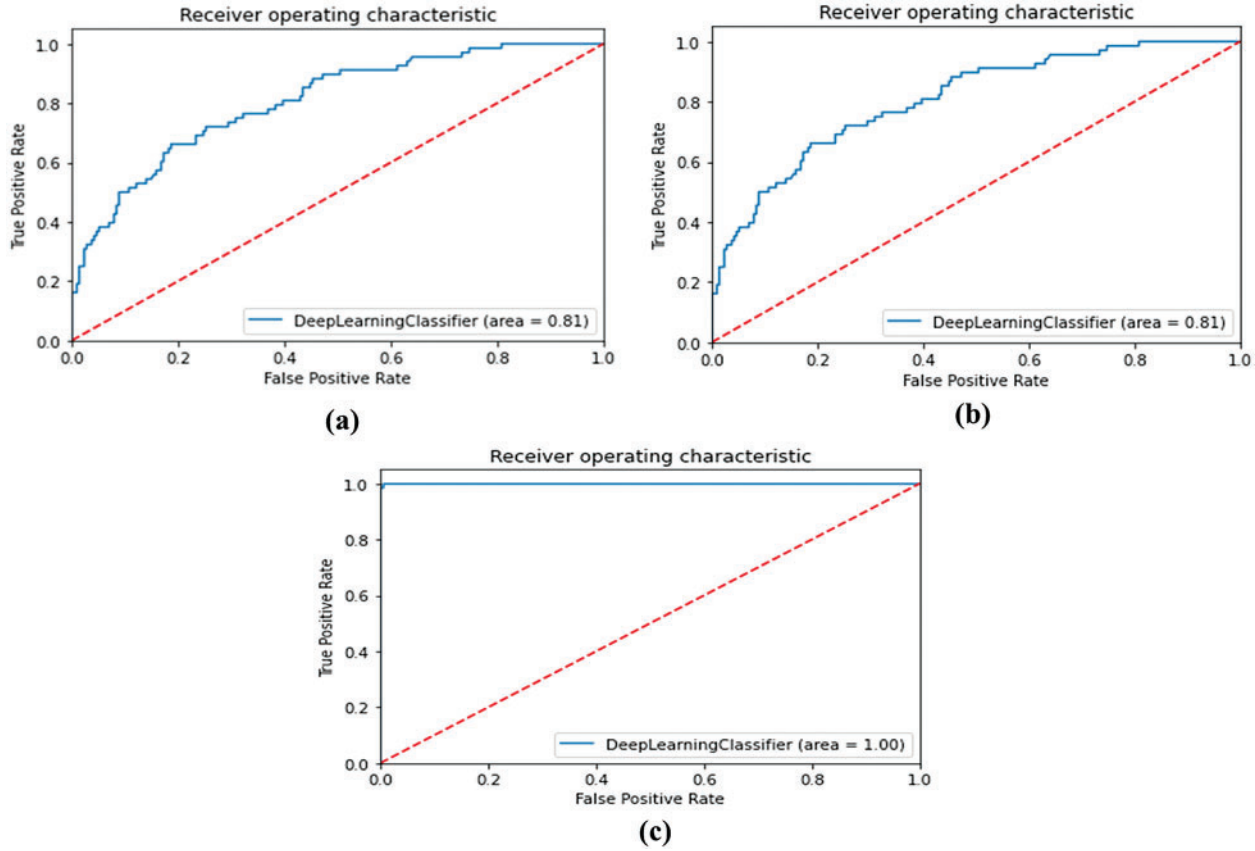 Receiver operating characteristic
1.0
0.8
0.6
0.4
0.2
0.0
True Positive Rate
DeepLearningClassifier (area = 0.81)
0.0 0.2 0.4 0.6 0.8 1.0
False Positive Rate
(a)
Receiver operating characteristic
1.0
0.8
0.6
0.4
0.2
0.0
True Positive Rate
DeepLearningClassifier (area = 0.81)
0.0 0.2 0.4 0.6 0.8 1.0
False Positive Rate
(b)
Receiver operating characteristic
1.0
0.8
0.6
0.4
0.2
0.0
True Positive Rate
DeepLearningClassifier (area = 1.00)
0.0 0.2 0.4 0.6 0.8 1.0
False Positive Rate
(c)